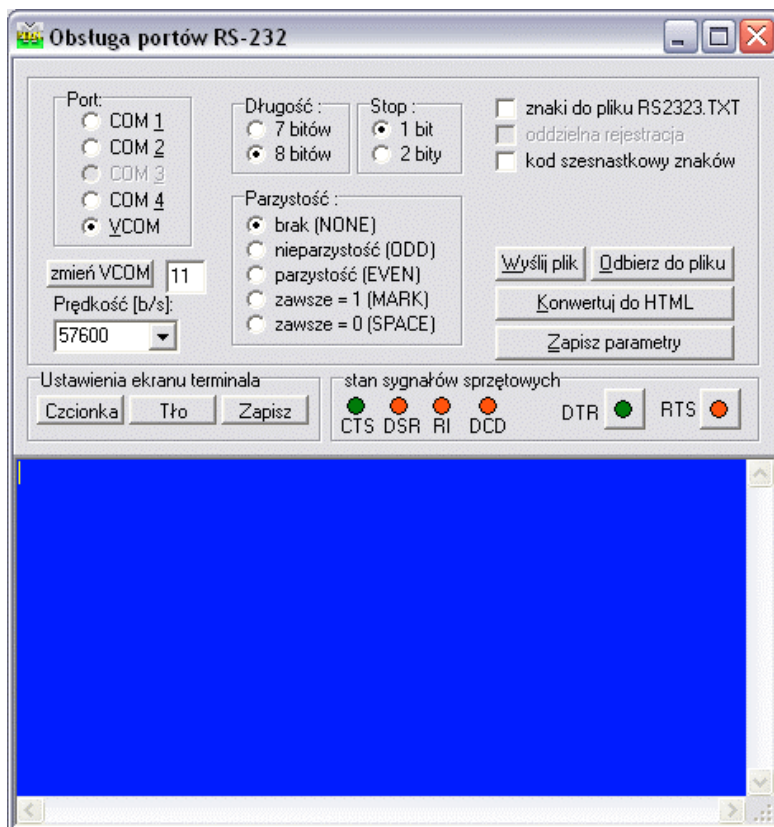 Obsługa portów RS-232
Port:
COM 1
COM 2
COM 3
COM 4
VCOM
zmień VCOM 11
Prędkość [b/s]:
57600
Długość :
7 bitów
8 bitów
Stop :
1 bit
2 bity
Parzystość :
brak (NONE)
nieparzystość (ODD)
parzystość (EVEN)
zawsze = 1 (MARK)
zawsze = 0 (SPACE)
znaki do pliku RS2323.TXT
oddzielna rejestracja
kod szesnastkowy znaków
Wyślij plik Odbierz do pliku
Konwertuj do HTML
Zapisz parametry
Ustawienia ekranu terminala
Czcionka Tło Zapisz
stan sygnałów sprzętowych
CTS DSR RI DCD DTR RTS